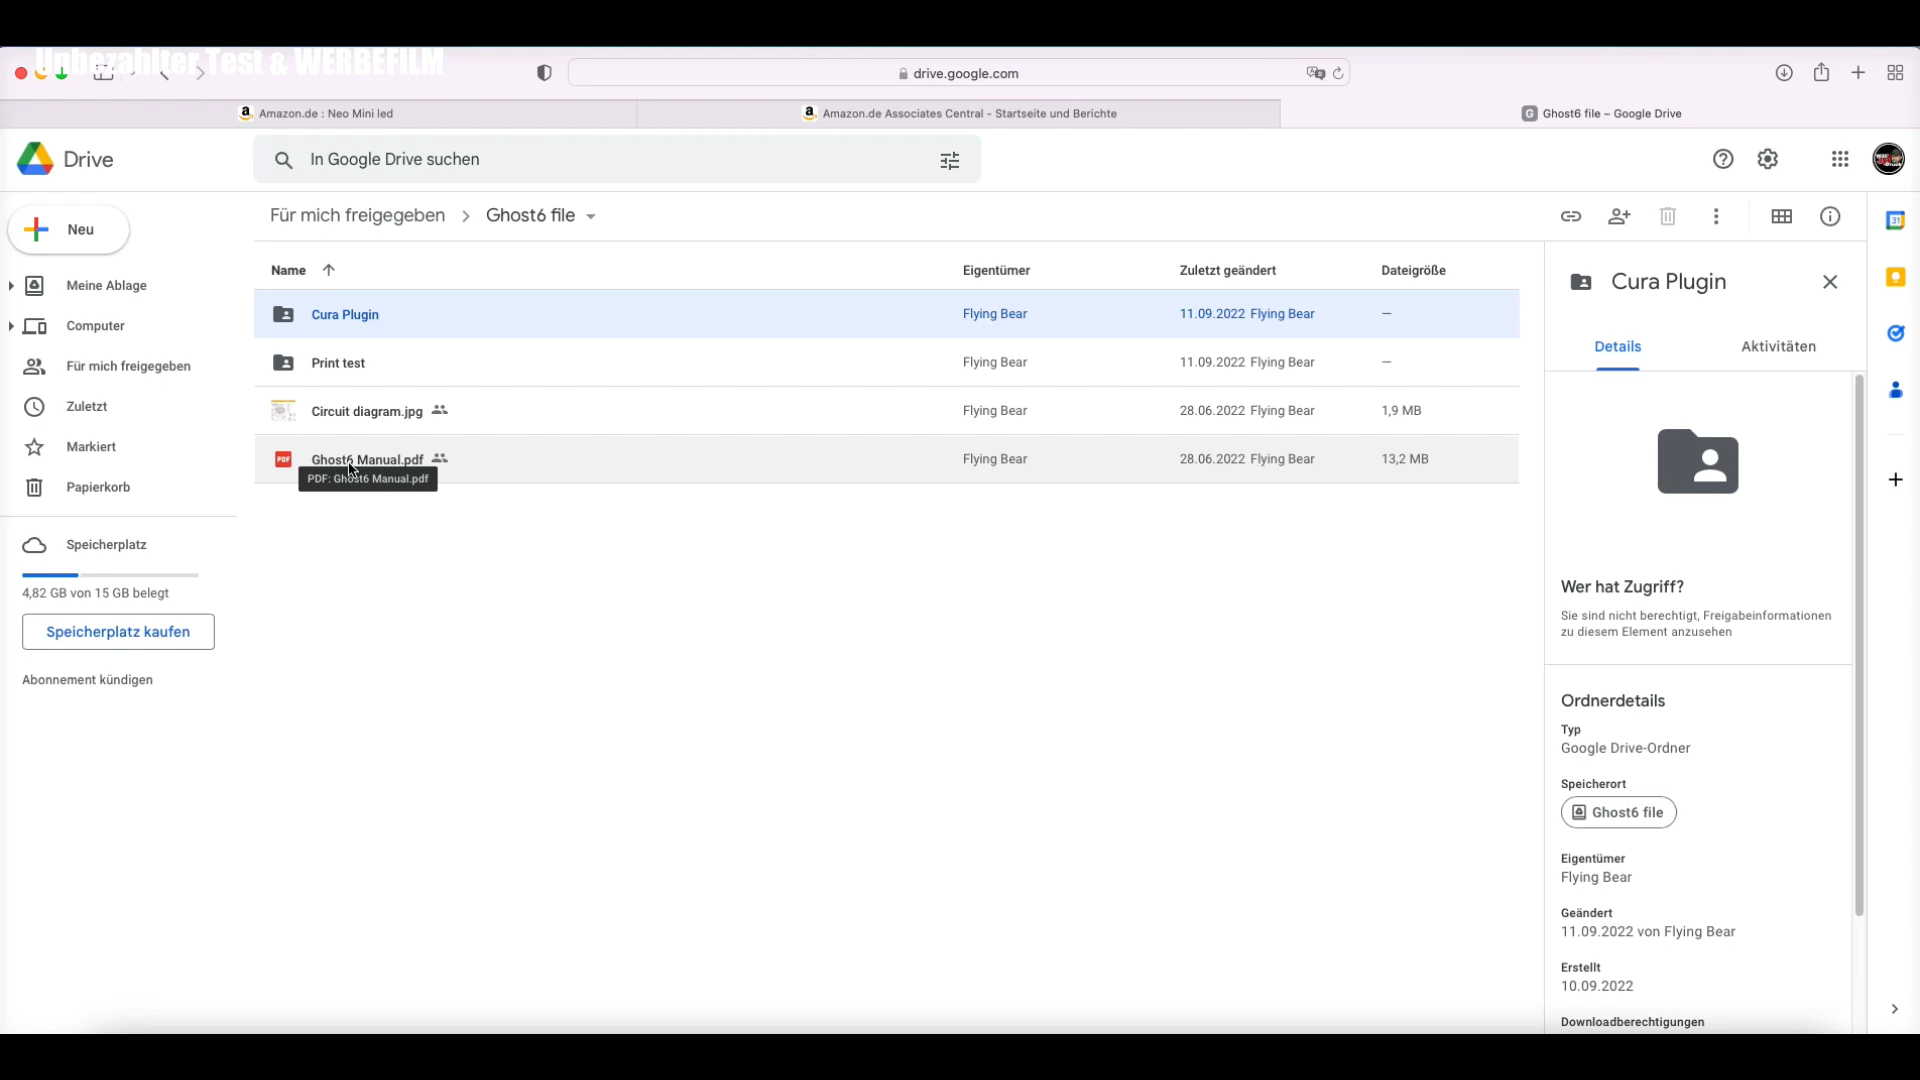 Unbezahlter Test & WERBEFILM
drive.google.com
Amazon.de : Neo Mini led
Amazon.de Associates Central - Startseite und Berichte
Ghost6 file – Google Drive
Drive
In Google Drive suchen
Neu
Für mich freigegeben > Ghost6 file
Meine Ablage
Computer
Für mich freigegeben
Zuletzt
Markiert
Papierkorb
Speicherplatz
4,82 GB von 15 GB belegt
Speicherplatz kaufen
Abonnement kündigen
Name Eigentümer Zuletzt geändert Dateigröße
Cura Plugin Flying Bear 11.09.2022 Flying Bear —
Print test Flying Bear 11.09.2022 Flying Bear —
Circuit diagram.jpg Flying Bear 28.06.2022 Flying Bear 1,9 MB
PDF Ghost6 Manual.pdf Flying Bear 28.06.2022 Flying Bear 13,2 MB
PDF: Ghost6 Manual.pdf
Cura Plugin
Details Aktivitäten
Wer hat Zugriff?
Sie sind nicht berechtigt, Freigabeinformationen
zu diesem Element anzusehen
Ordnerdetails
Typ
Google Drive-Ordner
Speicherort
Ghost6 file
Eigentümer
Flying Bear
Geändert
11.09.2022 von Flying Bear
Erstellt
10.09.2022
Downloadberechtigungen
31